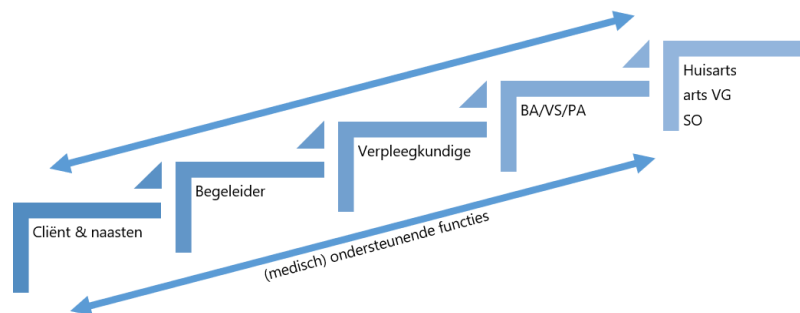 Cliënt & naasten
Begeleider
Verpleegkundige
BA/VS/PA
Huisarts
arts VG
SO
(medisch) ondersteunende functies